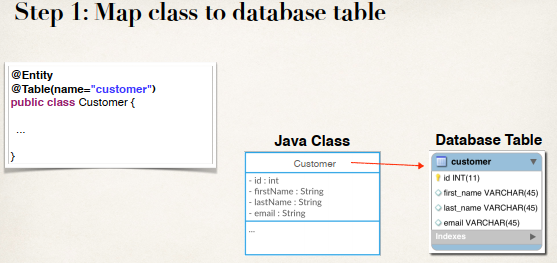 Step 1: Map class to database table
@Entity
@Table(name="customer")
public class Customer {
...
}
Java Class
Customer
- id : int
- firstName : String
- lastName : String
- email : String
...
Database Table
customer
id INT(11)
first_name VARCHAR(45)
last_name VARCHAR(45)
email VARCHAR(45)
Indexes